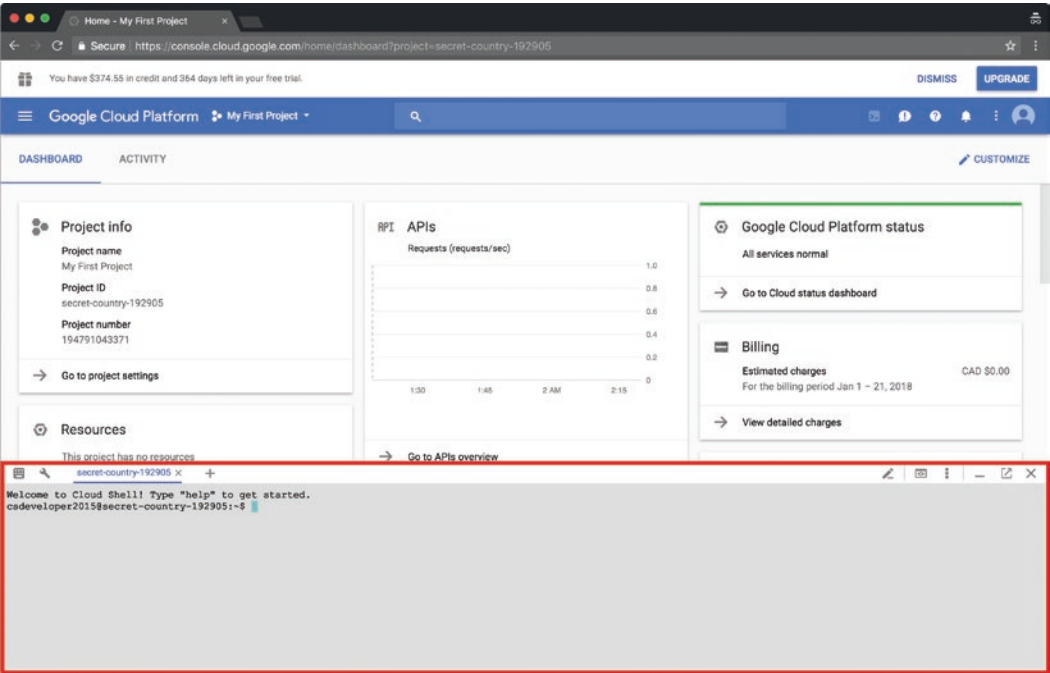 Home - My First Project
Secure https://console.cloud.google.com/home/dashboard?project=secret-country-192905
You have $374.55 in credit and 364 days left in your free trial.
DISMISS
UPGRADE
Google Cloud Platform
My First Project
DASHBOARD
ACTIVITY
CUSTOMIZE
Project info
Project name
My First Project
Project ID
secret-country-192905
Project number
194791043371
Go to project settings
Resources
This project has no resources
API APIs
Requests (requests/sec)
1.0
0.8
0.6
0.4
0.2
0
1:30 1:45 2 AM 2:15
Go to APIs overview
Google Cloud Platform status
All services normal
Go to Cloud status dashboard
Billing
Estimated charges CAD $0.00
For the billing period Jan 1 – 21, 2018
View detailed charges
secret-country-192905
Welcome to Cloud Shell! Type "help" to get started.
csdeveloper2015@secret-country-192905:~$